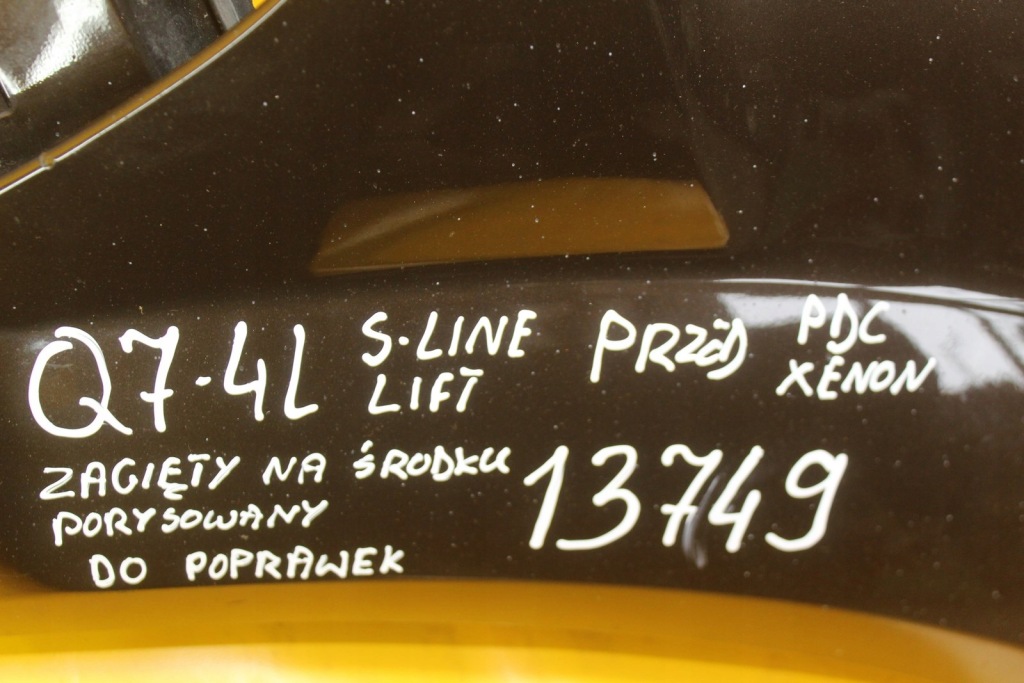 Q7·4L S-LINE LIFT PRZÓD PDC XENON
ZAGIĘTY NA ŚRODKU 13749
PORYSOWANY
DO POPRAWEK